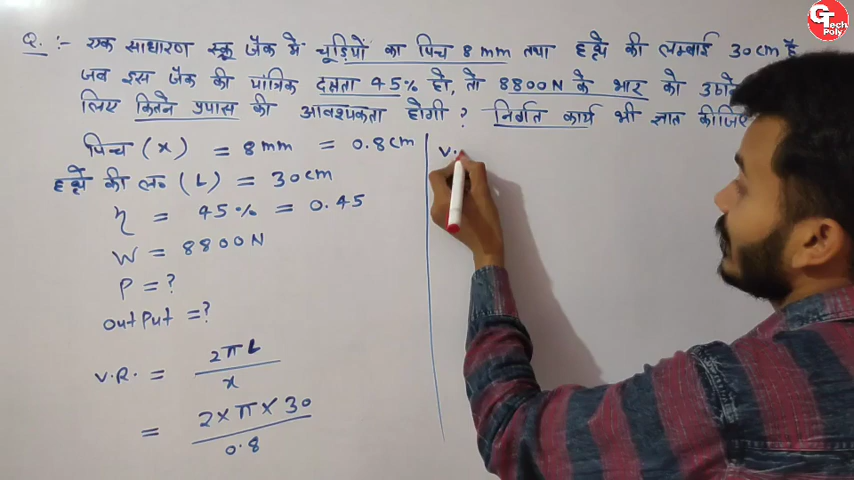 Q. :- एक साधारण स्क्रू जैक में चूड़ियों का पिच 8 mm तथा हत्थे की लम्बाई 30 cm है
जब इस जैक की यांत्रिक दक्षता 45% हो, तो 8800 N के भार को उठाने
लिए कितने प्रयास की आवश्यकता होगी ? निर्गत कार्य भी ज्ञात कीजिए
पिच (x) = 8 mm = 0.8 cm
हत्थे की ल० (L) = 30 cm
η = 45% = 0.45
W = 8800 N
P = ?
outPut = ?
V.R. = 2πL / x
= 2 × π × 30 / 0.8
V.
GTech Poly